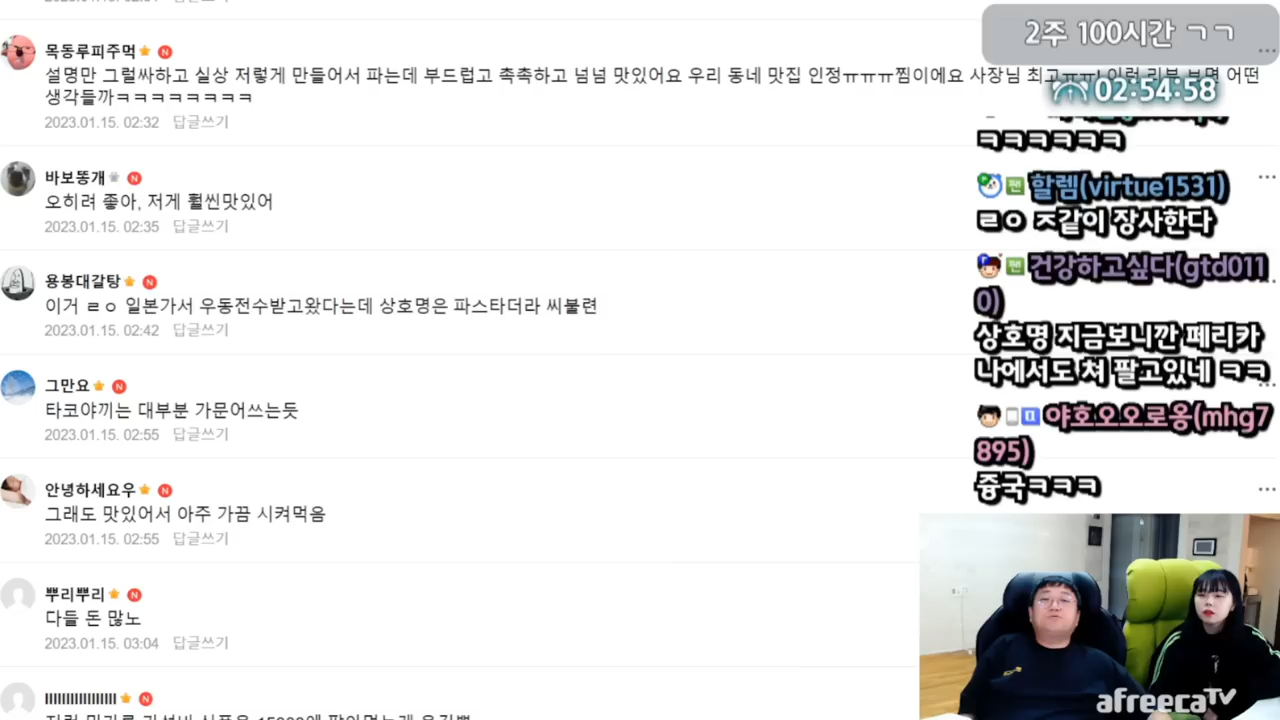 목동루피주먹
설명만 그럴싸하고 실상 저렇게 만들어서 파는데 부드럽고 촉촉하고 넘넘 맛있어요 우리 동네 맛집 인정ㅠㅠㅠ찜이에요 사장님 최고ㅠㅠ! 이런 리뷰 보면 어떤
생각들까ㅋㅋㅋㅋㅋㅋㅋㅋ
2023.01.15. 02:32 답글쓰기
바보똥개
오히려 좋아, 저게 훨씬맛있어
2023.01.15. 02:35 답글쓰기
용봉대갈탕
이거 ㄹㅇ 일본가서 우동전수받고왔다는데 상호명은 파스타더라 씨불련
2023.01.15. 02:42 답글쓰기
그만요
타코야끼는 대부분 가문어쓰는듯
2023.01.15. 02:55 답글쓰기
안녕하세요우
그래도 맛있어서 아주 가끔 시켜먹음
2023.01.15. 02:55 답글쓰기
뿌리뿌리
다들 돈 많노
2023.01.15. 03:04 답글쓰기
2주 100시간 ㄱㄱ
02:54:58
ㅋㅋㅋㅋㅋㅋ
할렘(virtue1531)
ㄹㅇ ㅈ같이 장사한다
건강하고싶다(gtd011
0)
상호명 지금보니깐 페리카
나에서도 쳐 팔고있네 ㅋㅋ
야호오오로옹(mhg7
895)
즁국ㅋㅋㅋ
afreecaTV